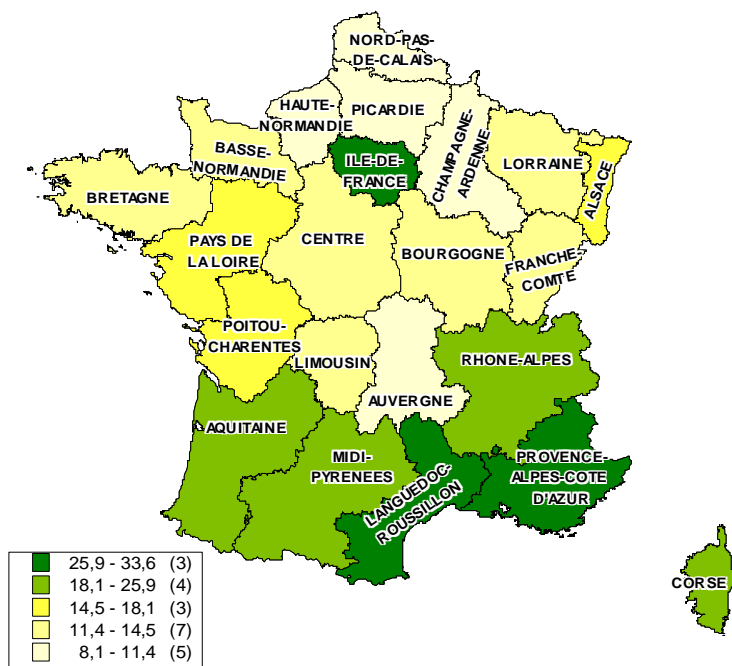 NORD-PAS-
DE-CALAIS
HAUTE-
NORMANDIE
PICARDIE
CHAMPAGNE-
ARDENNE
BASSE-
NORMANDIE
ILE-DE-
FRANCE
LORRAINE
ALSACE
BRETAGNE
PAYS DE
LA LOIRE
CENTRE
BOURGOGNE
FRANCHE-
COMTE
POITOU-
CHARENTES
LIMOUSIN
AUVERGNE
RHONE-ALPES
AQUITAINE
MIDI-
PYRENEES
LANGUEDOC-
ROUSSILLON
PROVENCE-
ALPES-COTE
D'AZUR
CORSE
25,9 - 33,6 (3)
18,1 - 25,9 (4)
14,5 - 18,1 (3)
11,4 - 14,5 (7)
8,1 - 11,4 (5)